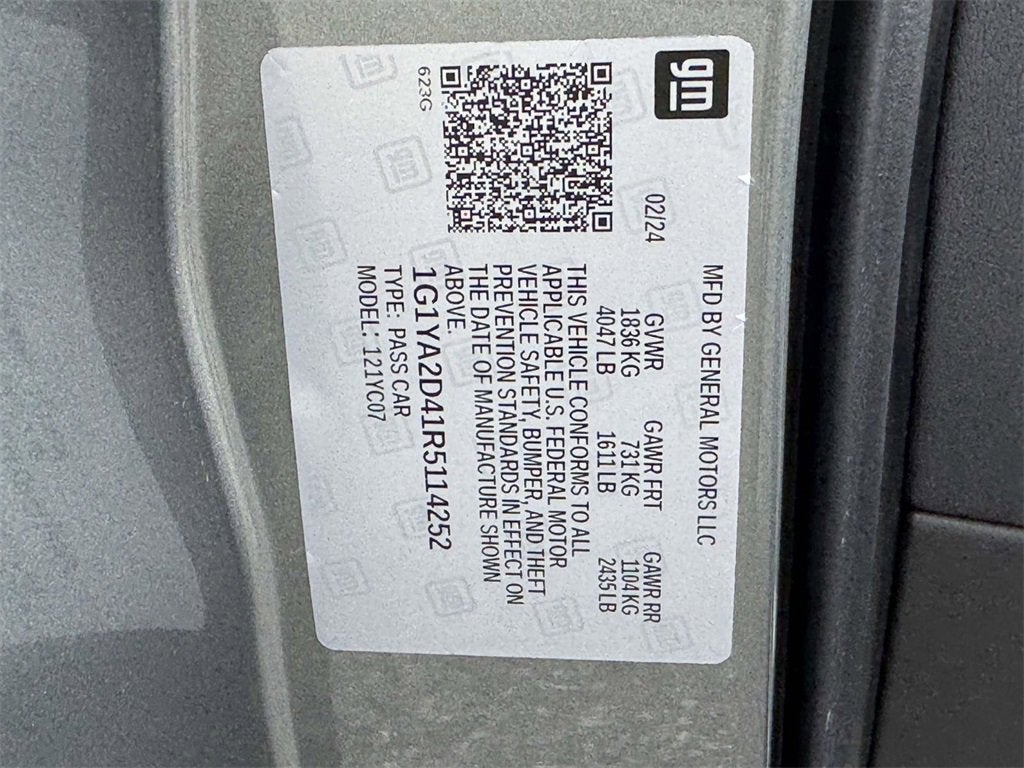 gm
MFD BY GENERAL MOTORS LLC
02/24
GVWR GAWR FRT GAWR RR
1836 KG 731 KG 1104 KG
4047 LB 1611 LB 2435 LB
THIS VEHICLE CONFORMS TO ALL
APPLICABLE U.S. FEDERAL MOTOR
VEHICLE SAFETY, BUMPER, AND THEFT
PREVENTION STANDARDS IN EFFECT ON
THE DATE OF MANUFACTURE SHOWN
ABOVE.
1G1YA2D41R5114252
TYPE: PASS CAR
MODEL: 121YC07
623G